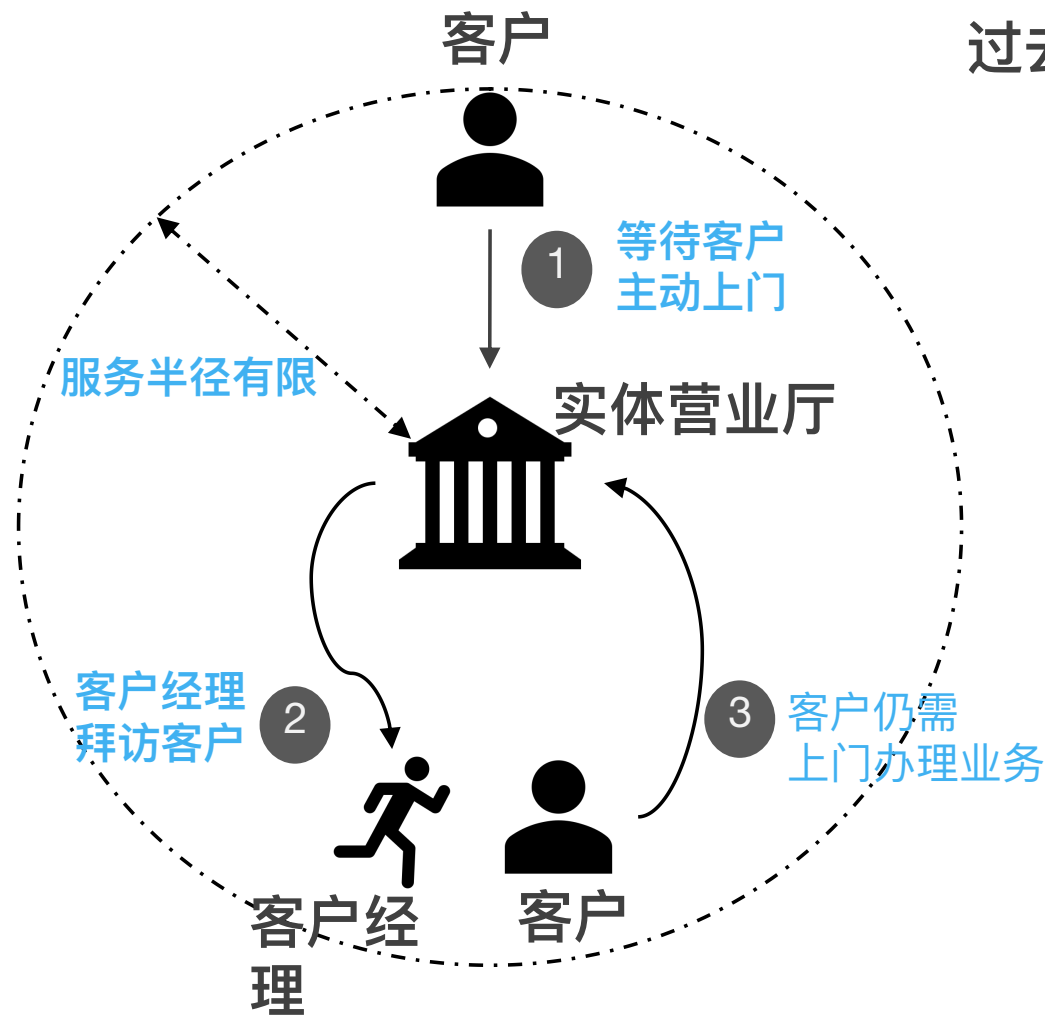 客户
过去
1
等待客户
主动上门
服务半径有限
实体营业厅
客户经理
拜访客户
2
3
客户仍需
上门办理业务
客户经
理
客户